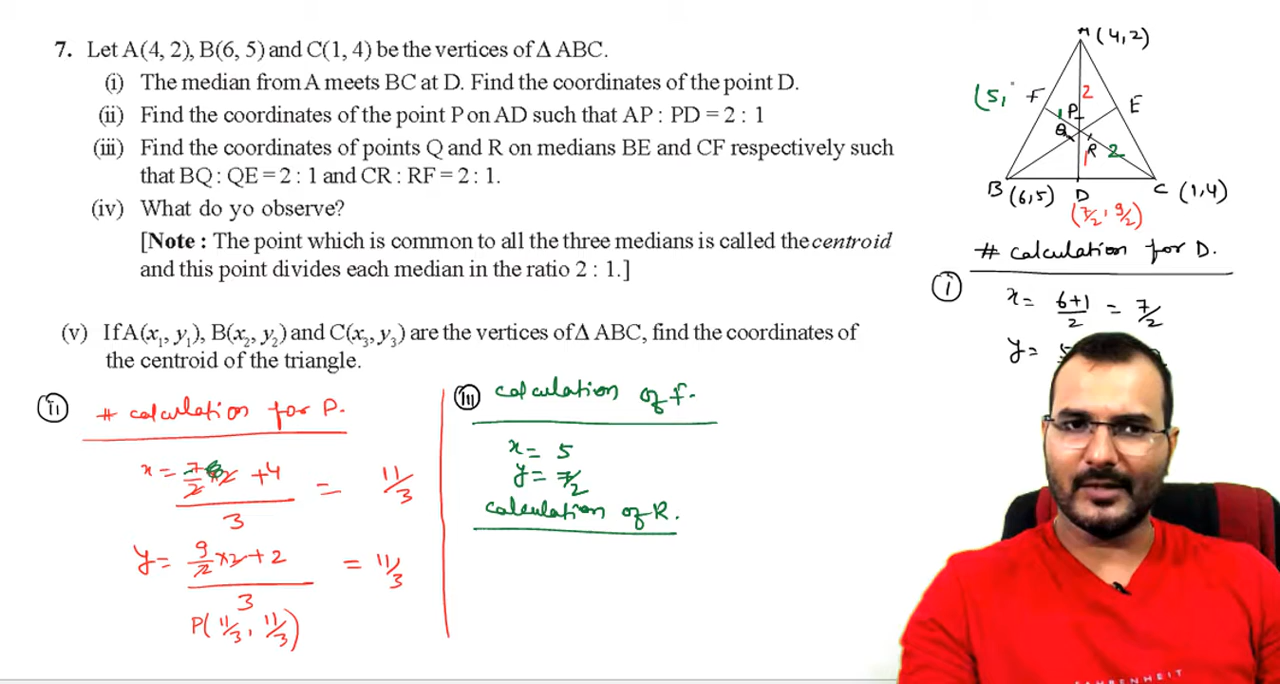 7. Let A(4, 2), B(6, 5) and C(1, 4) be the vertices of Δ ABC.
(i) The median from A meets BC at D. Find the coordinates of the point D.
(ii) Find the coordinates of the point P on AD such that AP : PD = 2 : 1
(iii) Find the coordinates of points Q and R on medians BE and CF respectively such
that BQ : QE = 2 : 1 and CR : RF = 2 : 1.
(iv) What do yo observe?
[Note : The point which is common to all the three medians is called the centroid
and this point divides each median in the ratio 2 : 1.]
(v) If A(x₁, y₁), B(x₂, y₂) and C(x₃, y₃) are the vertices of Δ ABC, find the coordinates of
the centroid of the triangle.
A (4,2)
(5, F 2 E
1 P
Q
R 2
1
B (6,5) D C (1,4)
(7/2, 9/2)
# calculation for D.
(i) x = 6+1/2 = 7/2
y =
(ii) # calculation for P.
x = 7/2 x2 +4 / 3 = 11/3
y = 9/2 x2 + 2 / 3 = 11/3
P(11/3, 11/3)
(iii) calculation of F.
x = 5
y = 7/2
calculation of R.
FAHRENHEIT